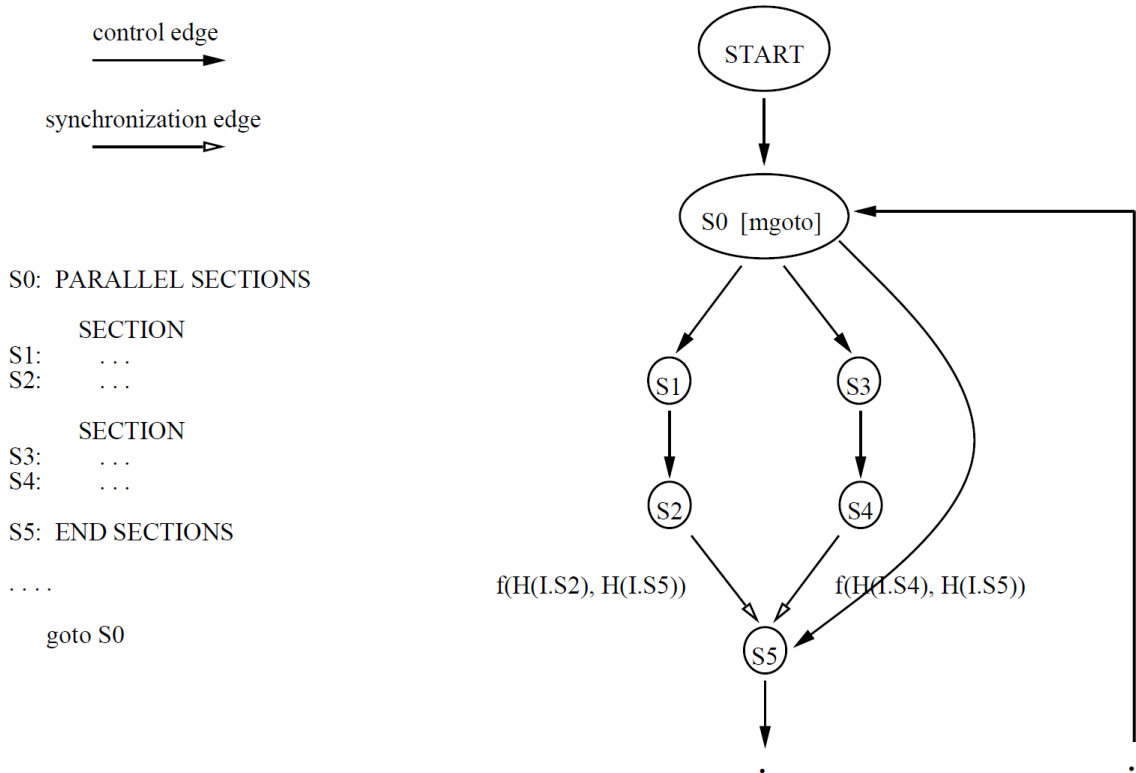 control edge
synchronization edge
S0: PARALLEL SECTIONS
SECTION
S1: . . .
S2: . . .
SECTION
S3: . . .
S4: . . .
S5: END SECTIONS
. . . .
goto S0
START
S0 [mgoto]
S1
S3
S2
S4
f(H(I.S2), H(I.S5))
f(H(I.S4), H(I.S5))
S5
.
.